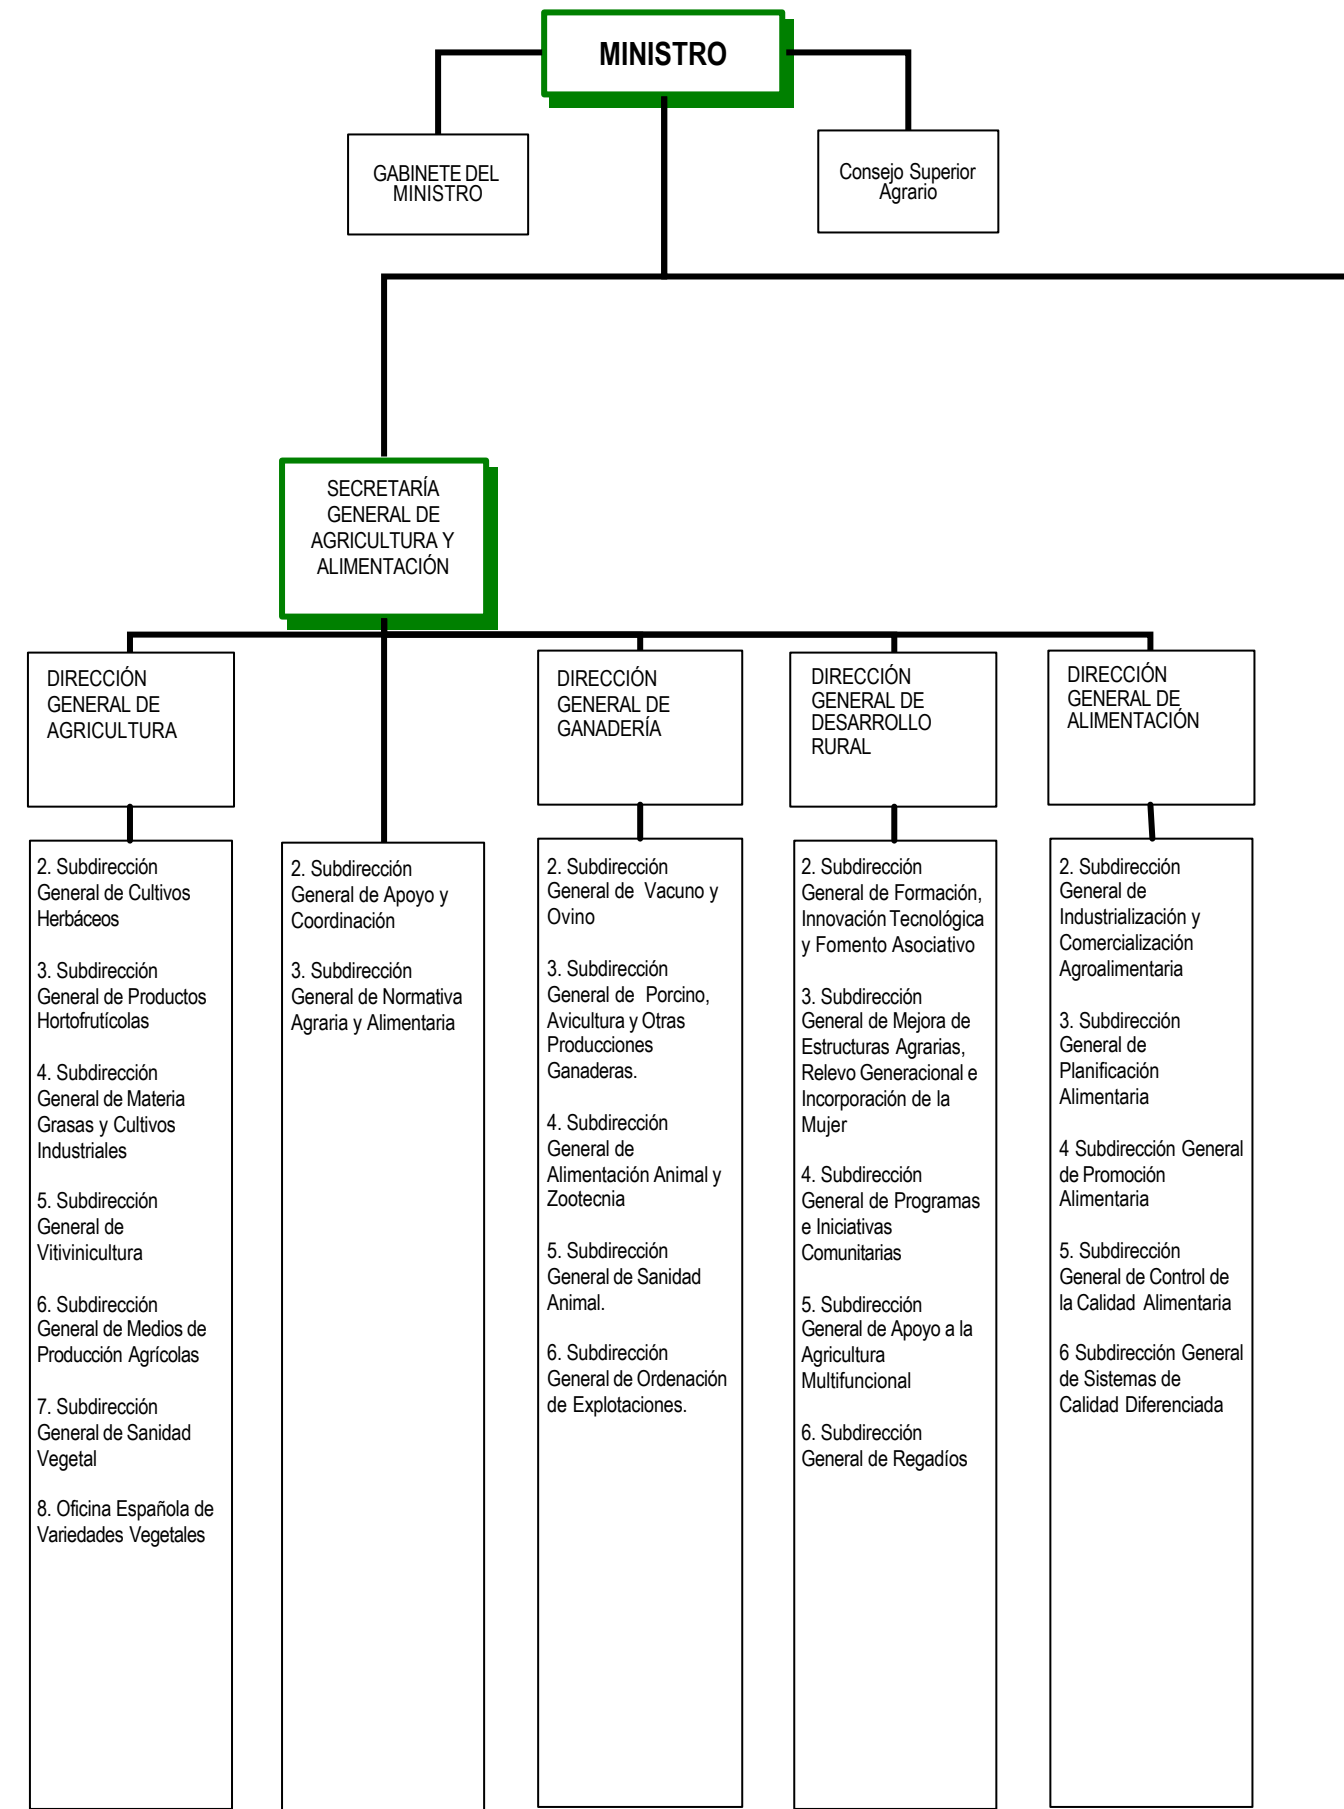 MINISTRO
GABINETE DEL
MINISTRO
Consejo Superior
Agrario
SECRETARÍA
GENERAL DE
AGRICULTURA Y
ALIMENTACIÓN
DIRECCIÓN
GENERAL DE
AGRICULTURA
DIRECCIÓN
GENERAL DE
GANADERÍA
DIRECCIÓN
GENERAL DE
DESARROLLO
RURAL
DIRECCIÓN
GENERAL DE
ALIMENTACIÓN
2. Subdirección
General de Cultivos
Herbáceos
3. Subdirección
General de Productos
Hortofrutícolas
4. Subdirección
General de Materia
Grasas y Cultivos
Industriales
5. Subdirección
General de
Vitivinicultura
6. Subdirección
General de Medios de
Producción Agrícolas
7. Subdirección
General de Sanidad
Vegetal
8. Oficina Española de
Variedades Vegetales
2. Subdirección
General de Apoyo y
Coordinación
3. Subdirección
General de Normativa
Agraria y Alimentaria
2. Subdirección
General de Vacuno y
Ovino
3. Subdirección
General de Porcino,
Avicultura y Otras
Producciones
Ganaderas.
4. Subdirección
General de
Alimentación Animal y
Zootecnia
5. Subdirección
General de Sanidad
Animal.
6. Subdirección
General de Ordenación
de Explotaciones.
2. Subdirección
General de Formación,
Innovación Tecnológica
y Fomento Asociativo
3. Subdirección
General de Mejora de
Estructuras Agrarias,
Relevo Generacional e
Incorporación de la
Mujer
4. Subdirección
General de Programas
e Iniciativas
Comunitarias
5. Subdirección
General de Apoyo a la
Agricultura
Multifuncional
6. Subdirección
General de Regadíos
2. Subdirección
General de
Industrialización y
Comercialización
Agroalimentaria
3. Subdirección
General de
Planificación
Alimentaria
4 Subdirección General
de Promoción
Alimentaria
5. Subdirección
General de Control de
la Calidad Alimentaria
6 Subdirección General
de Sistemas de
Calidad Diferenciada